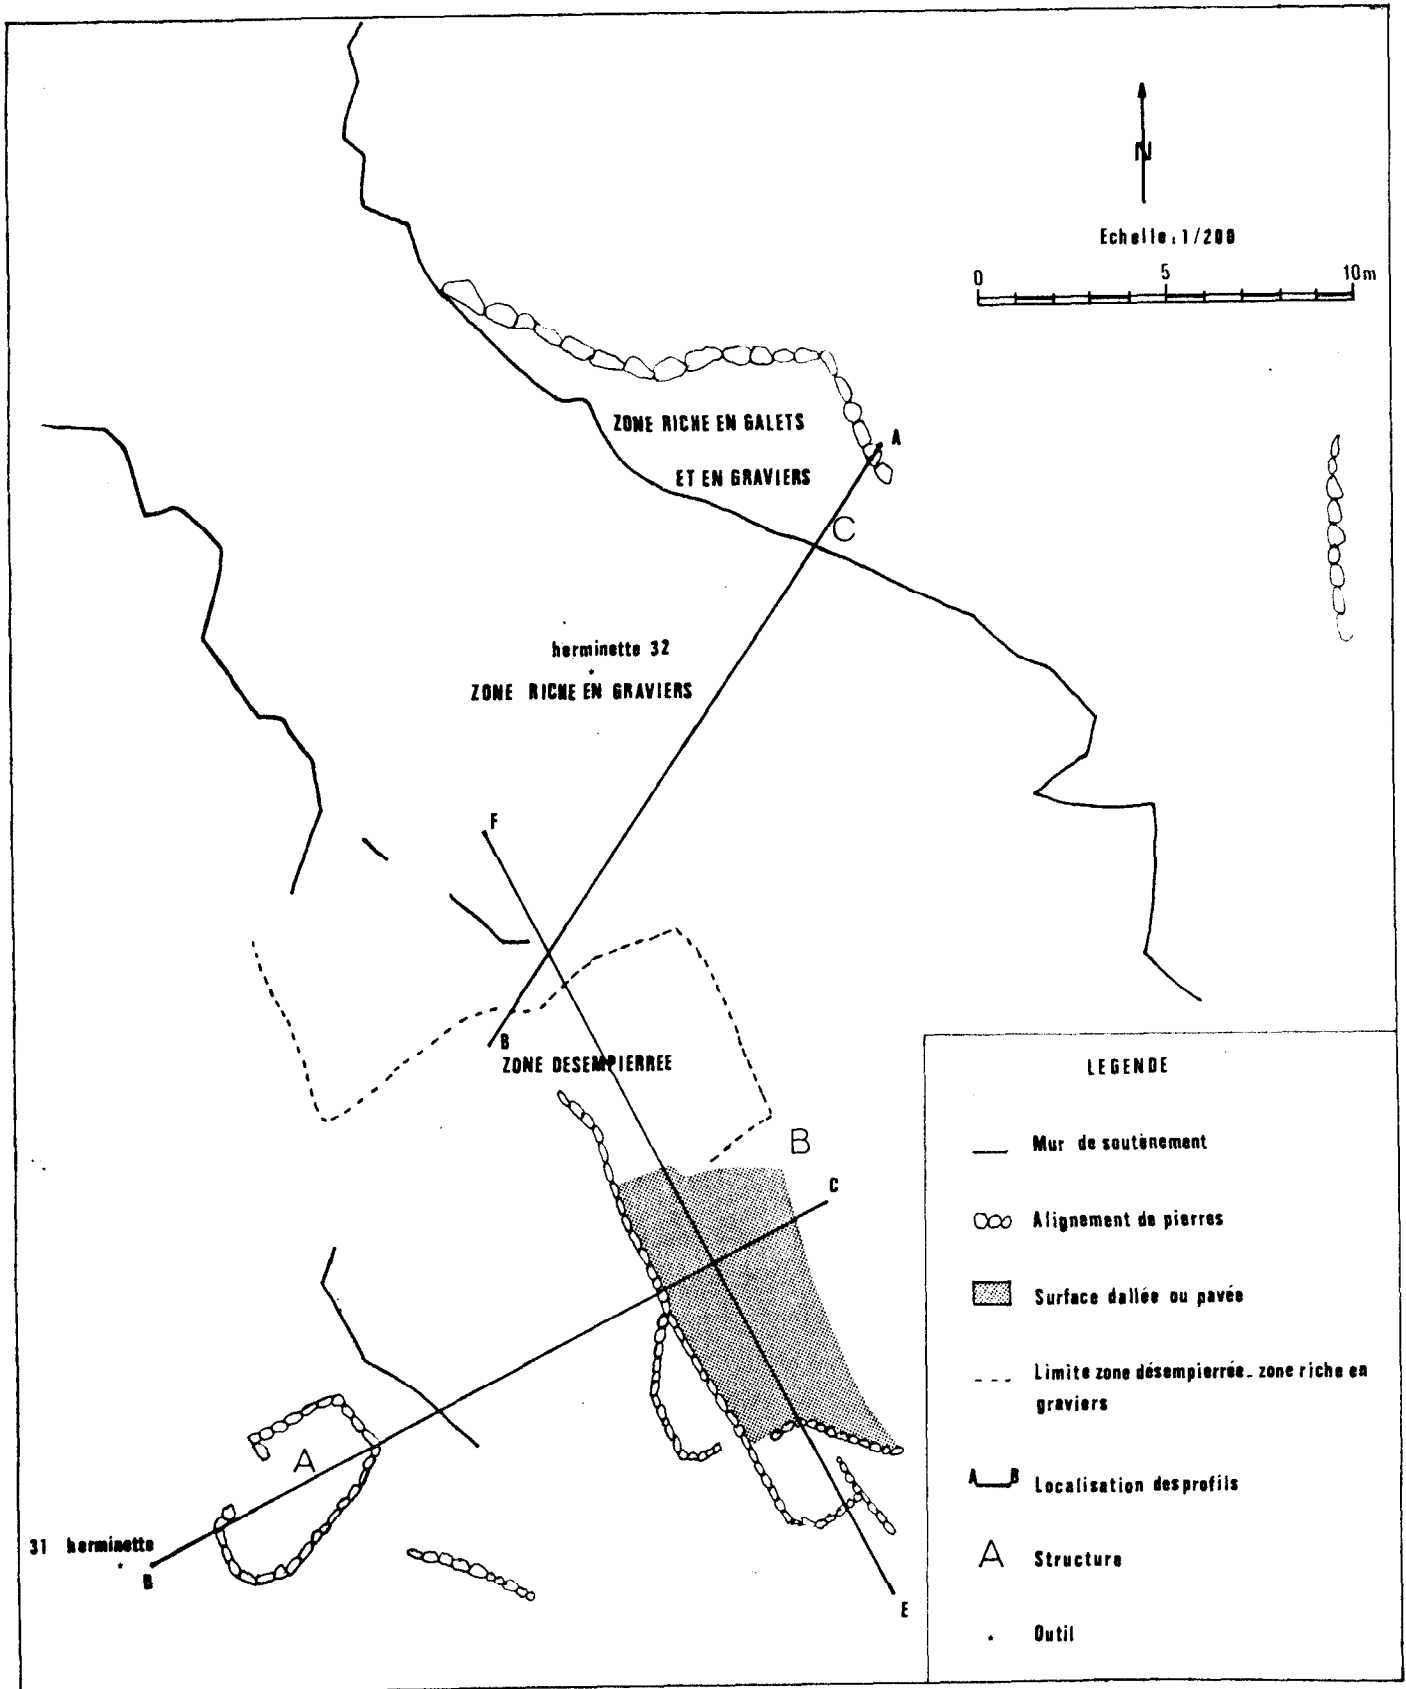 N
Echelle: 1/200
0 5 10m
ZONE RICHE EN GALETS
ET EN GRAVIERS
A
C
herminette 32
ZONE RICHE EN GRAVIERS
F
B
ZONE DESEMPIERREE
B
C
A
31 herminette
B
E
LEGENDE
Mur de soutènement
Alignement de pierres
Surface dallée ou pavée
Limite zone désempierrée_ zone riche en
graviers
A B Localisation des profils
A Structure
Outil